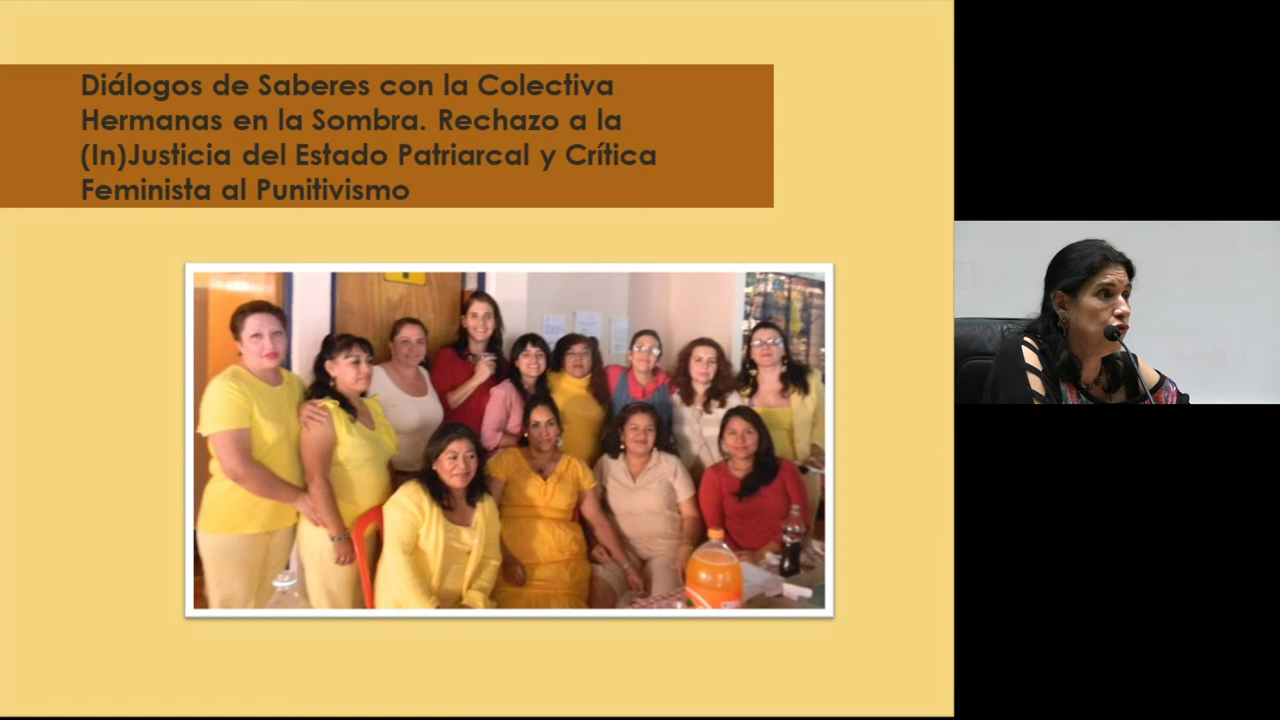 Diálogos de Saberes con la Colectiva
Hermanas en la Sombra. Rechazo a la
(In)Justicia del Estado Patriarcal y Crítica
Feminista al Punitivismo